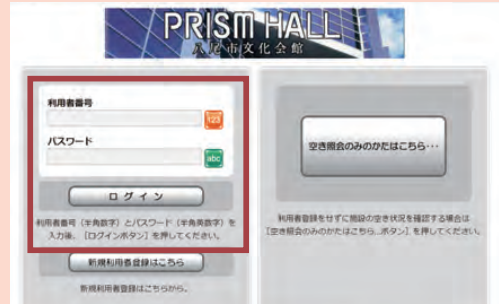 PRISM HALL
八尾市文化会館
利用者番号
123
パスワード
abc
ログイン
利用者番号（半角数字）とパスワード（半角英数字）を
入力後、［ログインボタン］を押してください。
新規利用者登録はこちら
新規利用者登録はこちらから。
空き照会のみのかたはこちら…
利用者登録をせずに施設の空き状況を確認する場合は
［空き照会のみのかたはこちら…ボタン］を押してください。